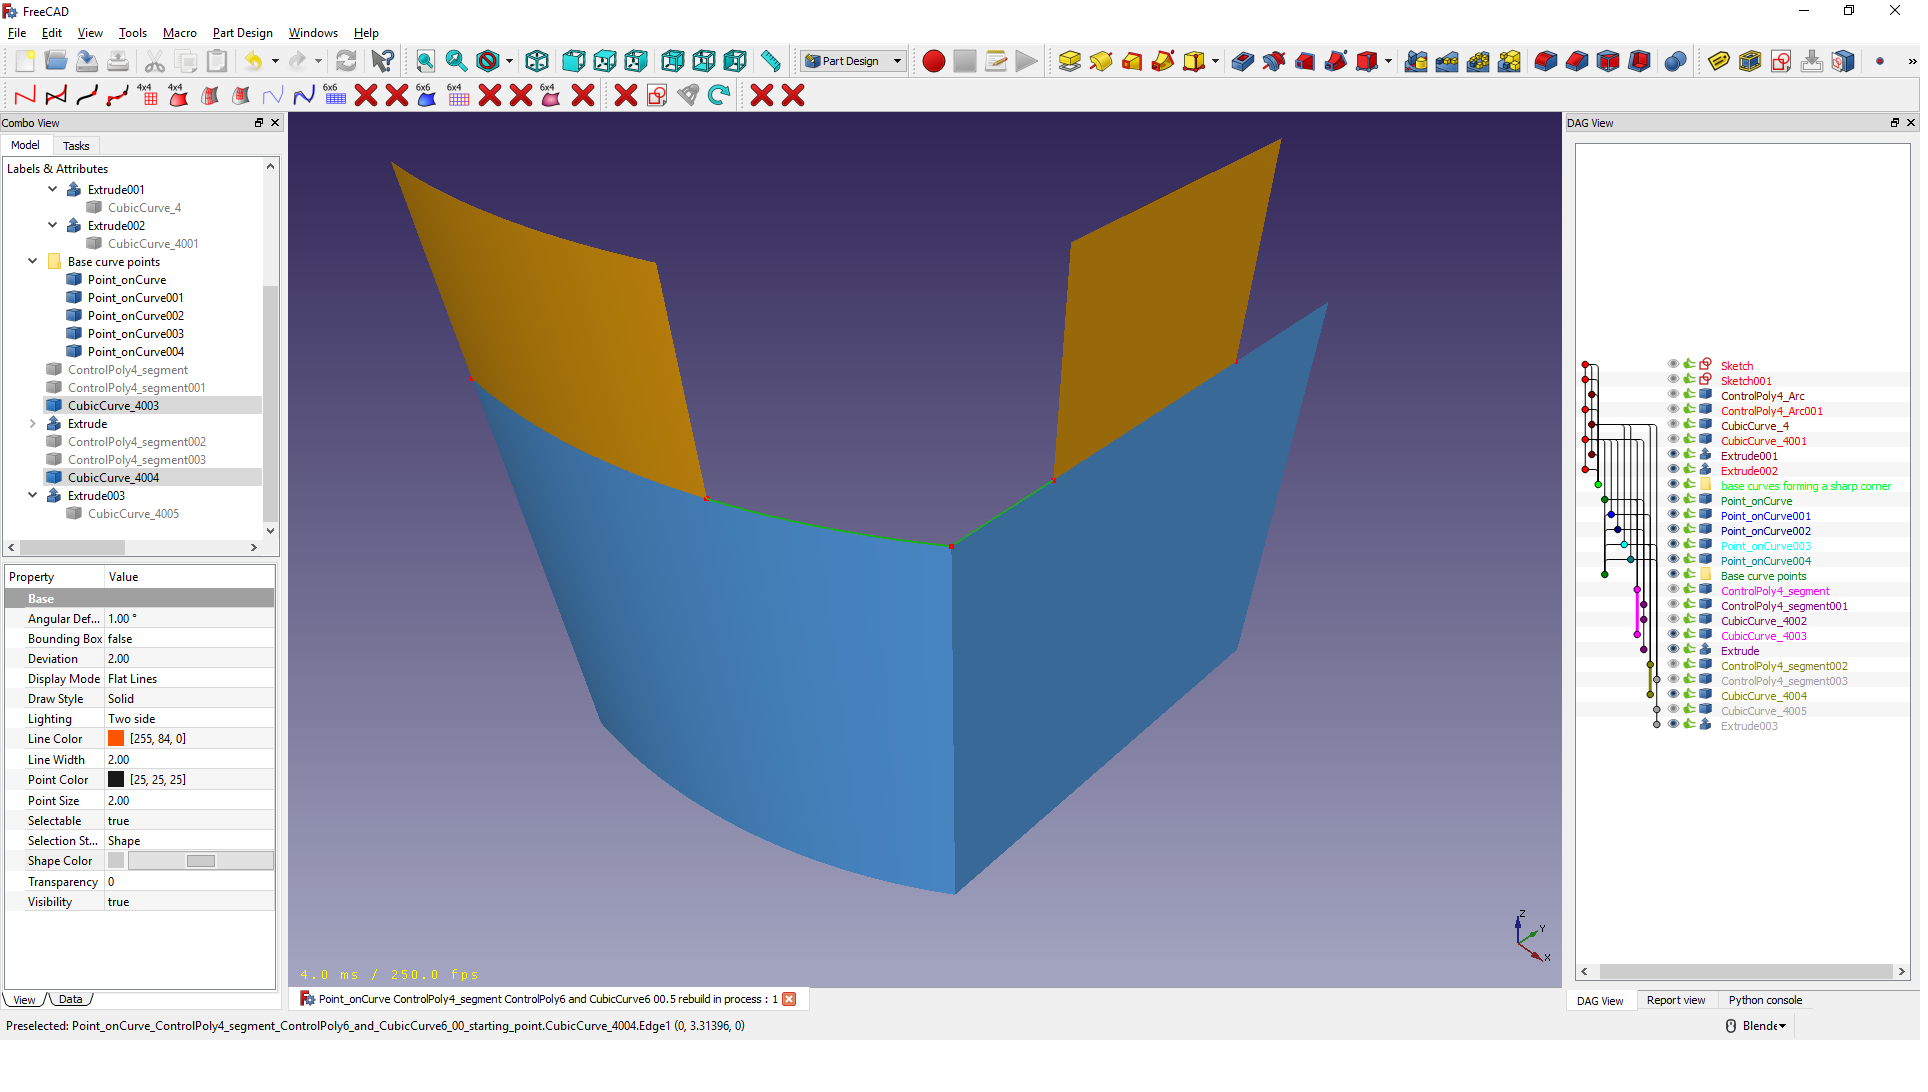 FreeCAD
File Edit View Tools Macro Part Design Windows Help
Part Design
4x4 4x4 6x6 6x6 6x4 6x4
Combo View
Model Tasks
Labels & Attributes
Extrude001
CubicCurve_4
Extrude002
CubicCurve_4001
Base curve points
Point_onCurve
Point_onCurve001
Point_onCurve002
Point_onCurve003
Point_onCurve004
ControlPoly4_segment
ControlPoly4_segment001
CubicCurve_4003
Extrude
ControlPoly4_segment002
ControlPoly4_segment003
CubicCurve_4004
Extrude003
CubicCurve_4005
Property Value
Base
Angular Def... 1.00 °
Bounding Box false
Deviation 2.00
Display Mode Flat Lines
Draw Style Solid
Lighting Two side
Line Color [255, 84, 0]
Line Width 2.00
Point Color [25, 25, 25]
Point Size 2.00
Selectable true
Selection St... Shape
Shape Color
Transparency 0
Visibility true
View Data
4.0 ms / 250.0 fps
Z
Y
X
Point_onCurve ControlPoly4_segment ControlPoly6 and CubicCurve6 00.5 rebuild in process : 1
DAG View
Sketch
Sketch001
ControlPoly4_Arc
ControlPoly4_Arc001
CubicCurve_4
CubicCurve_4001
Extrude001
Extrude002
base curves forming a sharp corner
Point_onCurve
Point_onCurve001
Point_onCurve002
Point_onCurve003
Point_onCurve004
Base curve points
ControlPoly4_segment
ControlPoly4_segment001
CubicCurve_4002
CubicCurve_4003
Extrude
ControlPoly4_segment002
ControlPoly4_segment003
CubicCurve_4004
CubicCurve_4005
Extrude003
DAG View Report view Python console
Preselected: Point_onCurve_ControlPoly4_segment_ControlPoly6_and_CubicCurve6_00_starting_point.CubicCurve_4004.Edge1 (0, 3.31396, 0)
Blende